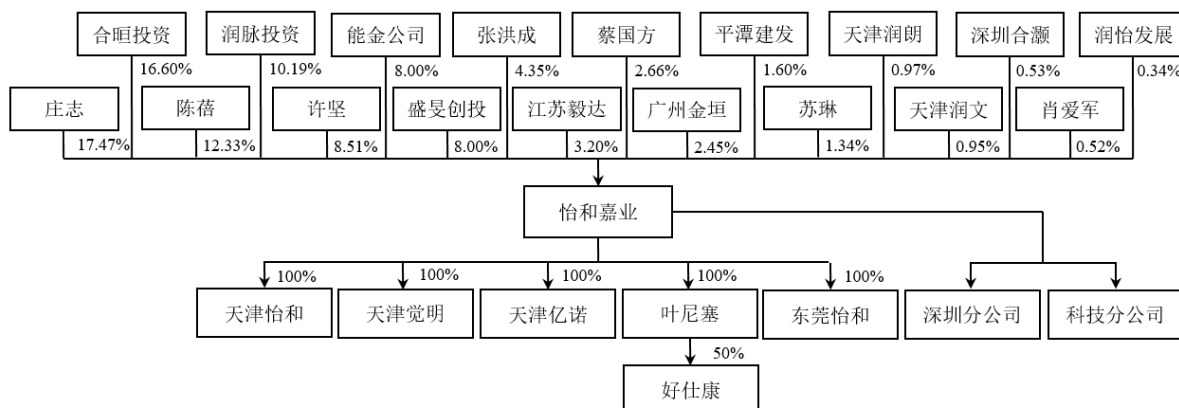 合晅投资 润脉投资 能金公司 张洪成 蔡国方 平潭建发 天津润朗 深圳合灏 润怡发展
16.60% 10.19% 8.00% 4.35% 2.66% 1.60% 0.97% 0.53% 0.34%
庄志 陈蓓 许坚 盛旻创投 江苏毅达 广州金垣 苏琳 天津润文 肖爱军
17.47% 12.33% 8.51% 8.00% 3.20% 2.45% 1.34% 0.95% 0.52%
怡和嘉业
100% 100% 100% 100% 100%
天津怡和 天津觉明 天津亿诺 叶尼塞 东莞怡和 深圳分公司 科技分公司
50%
好仕康